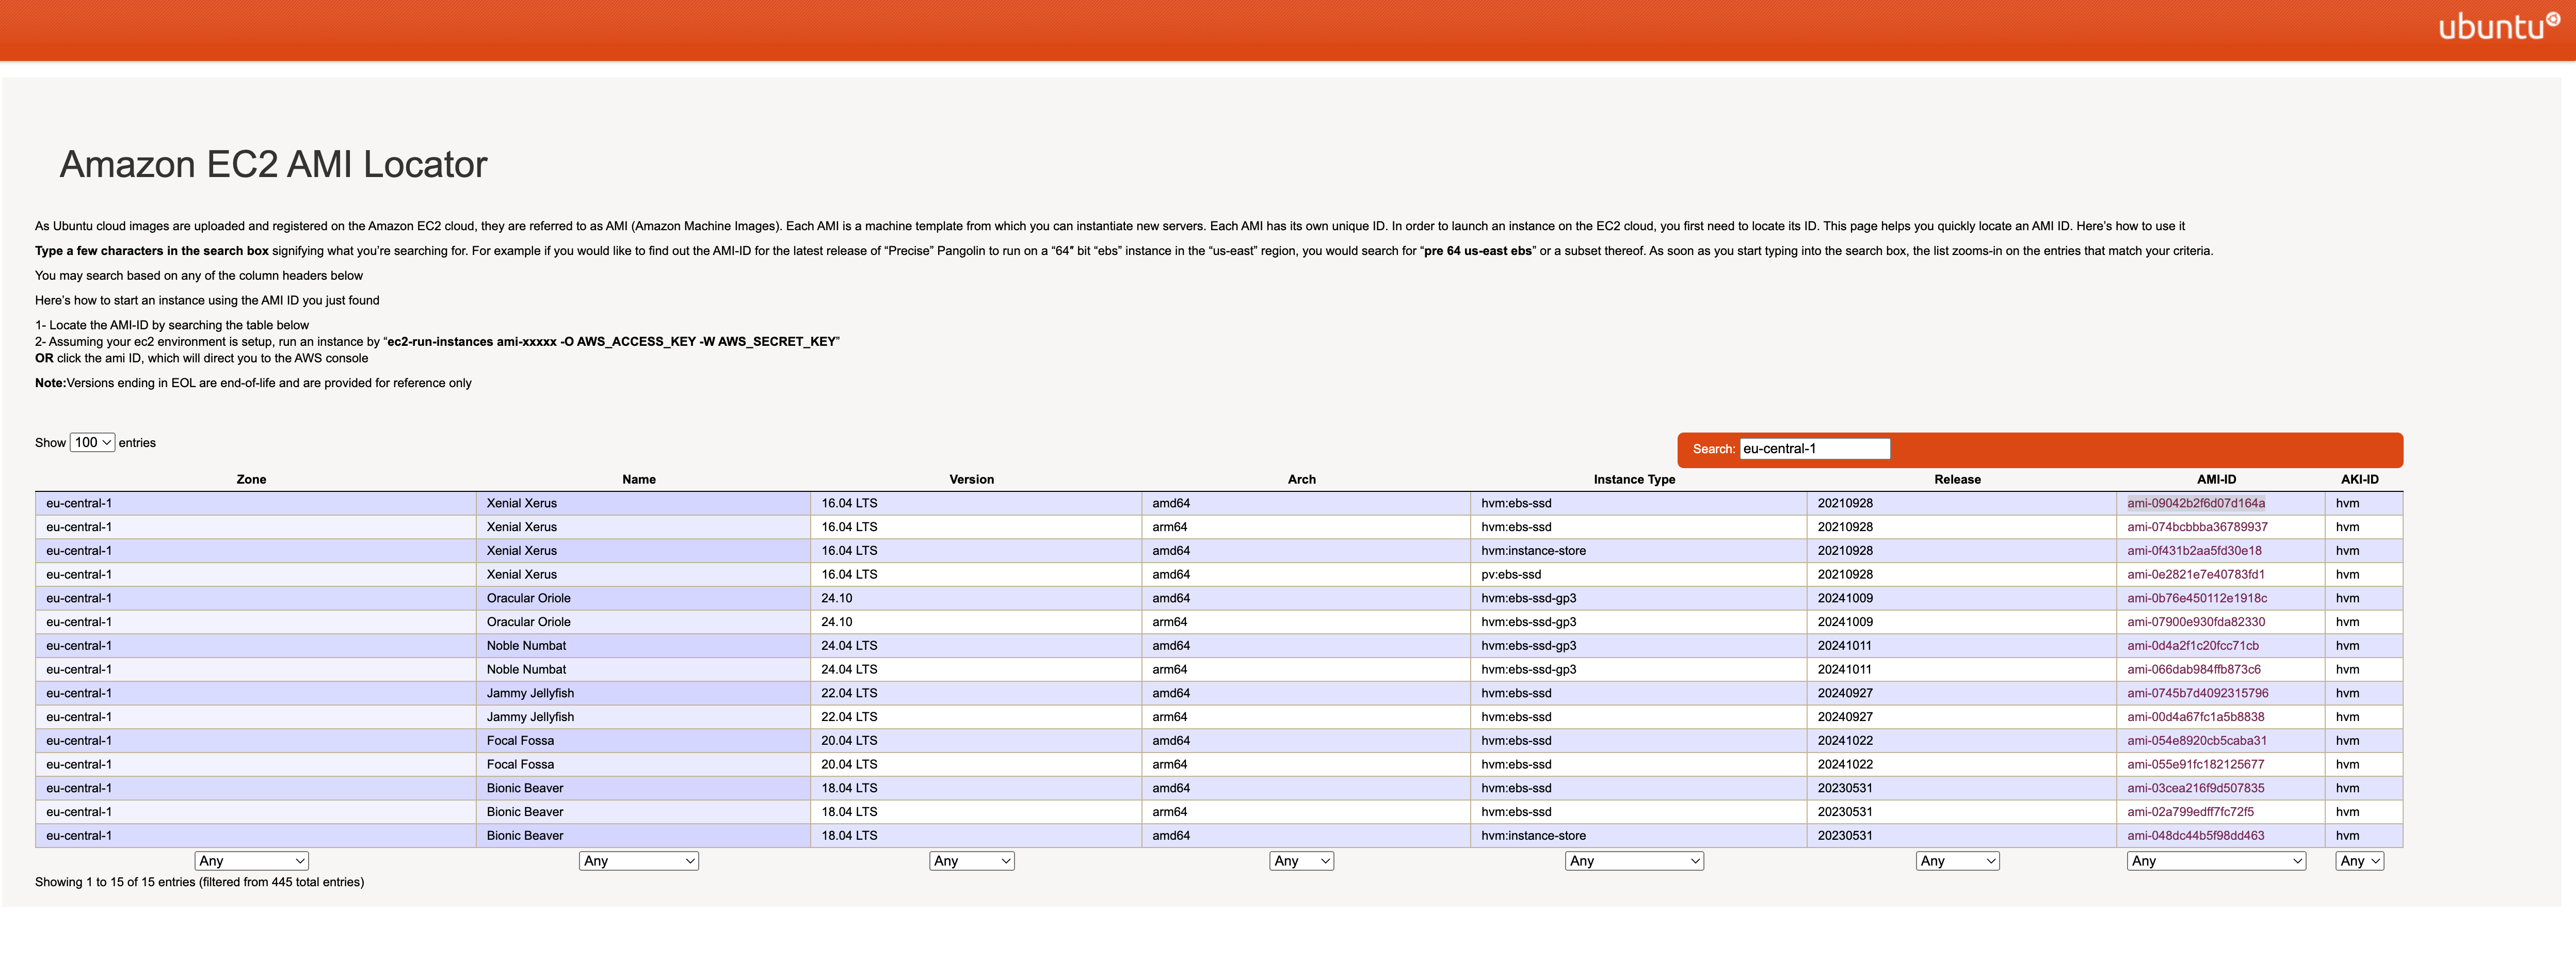 ubuntu
Amazon EC2 AMI Locator
As Ubuntu cloud images are uploaded and registered on the Amazon EC2 cloud, they are referred to as AMI (Amazon Machine Images). Each AMI is a machine template from which you can instantiate new servers. Each AMI has its own unique ID. In order to launch an instance on the EC2 cloud, you first need to locate its ID. This page helps you quickly locate an AMI ID. Here’s how to use it
Type a few characters in the search box signifying what you’re searching for. For example if you would like to find out the AMI-ID for the latest release of “Precise” Pangolin to run on a “64″ bit “ebs” instance in the “us-east” region, you would search for “pre 64 us-east ebs” or a subset thereof. As soon as you start typing into the search box, the list zooms-in on the entries that match your criteria.
You may search based on any of the column headers below
Here’s how to start an instance using the AMI ID you just found
1- Locate the AMI-ID by searching the table below
2- Assuming your ec2 environment is setup, run an instance by “ec2-run-instances ami-xxxxx -O AWS_ACCESS_KEY -W AWS_SECRET_KEY”
OR click the ami ID, which will direct you to the AWS console
Note:Versions ending in EOL are end-of-life and are provided for reference only
Show 100 entries
Search: eu-central-1
Zone Name Version Arch Instance Type Release AMI-ID AKI-ID
eu-central-1 Xenial Xerus 16.04 LTS amd64 hvm:ebs-ssd 20210928 ami-09042b2f6d07d164a hvm
eu-central-1 Xenial Xerus 16.04 LTS arm64 hvm:ebs-ssd 20210928 ami-074bcbbba36789937 hvm
eu-central-1 Xenial Xerus 16.04 LTS amd64 hvm:instance-store 20210928 ami-0f431b2aa5fd30e18 hvm
eu-central-1 Xenial Xerus 16.04 LTS amd64 pv:ebs-ssd 20210928 ami-0e2821e7e40783fd1 hvm
eu-central-1 Oracular Oriole 24.10 amd64 hvm:ebs-ssd-gp3 20241009 ami-0b76e450112e1918c hvm
eu-central-1 Oracular Oriole 24.10 arm64 hvm:ebs-ssd-gp3 20241009 ami-07900e930fda82330 hvm
eu-central-1 Noble Numbat 24.04 LTS amd64 hvm:ebs-ssd-gp3 20241011 ami-0d4a2f1c20fcc71cb hvm
eu-central-1 Noble Numbat 24.04 LTS arm64 hvm:ebs-ssd-gp3 20241011 ami-066dab984ffb873c6 hvm
eu-central-1 Jammy Jellyfish 22.04 LTS amd64 hvm:ebs-ssd 20240927 ami-0745b7d4092315796 hvm
eu-central-1 Jammy Jellyfish 22.04 LTS arm64 hvm:ebs-ssd 20240927 ami-00d4a67fc1a5b8838 hvm
eu-central-1 Focal Fossa 20.04 LTS amd64 hvm:ebs-ssd 20241022 ami-054e8920cb5caba31 hvm
eu-central-1 Focal Fossa 20.04 LTS arm64 hvm:ebs-ssd 20241022 ami-055e91fc182125677 hvm
eu-central-1 Bionic Beaver 18.04 LTS amd64 hvm:ebs-ssd 20230531 ami-03cea216f9d507835 hvm
eu-central-1 Bionic Beaver 18.04 LTS arm64 hvm:ebs-ssd 20230531 ami-02a799edff7fc72f5 hvm
eu-central-1 Bionic Beaver 18.04 LTS amd64 hvm:instance-store 20230531 ami-048dc44b5f98dd463 hvm
Any Any Any Any Any Any Any Any
Showing 1 to 15 of 15 entries (filtered from 445 total entries)